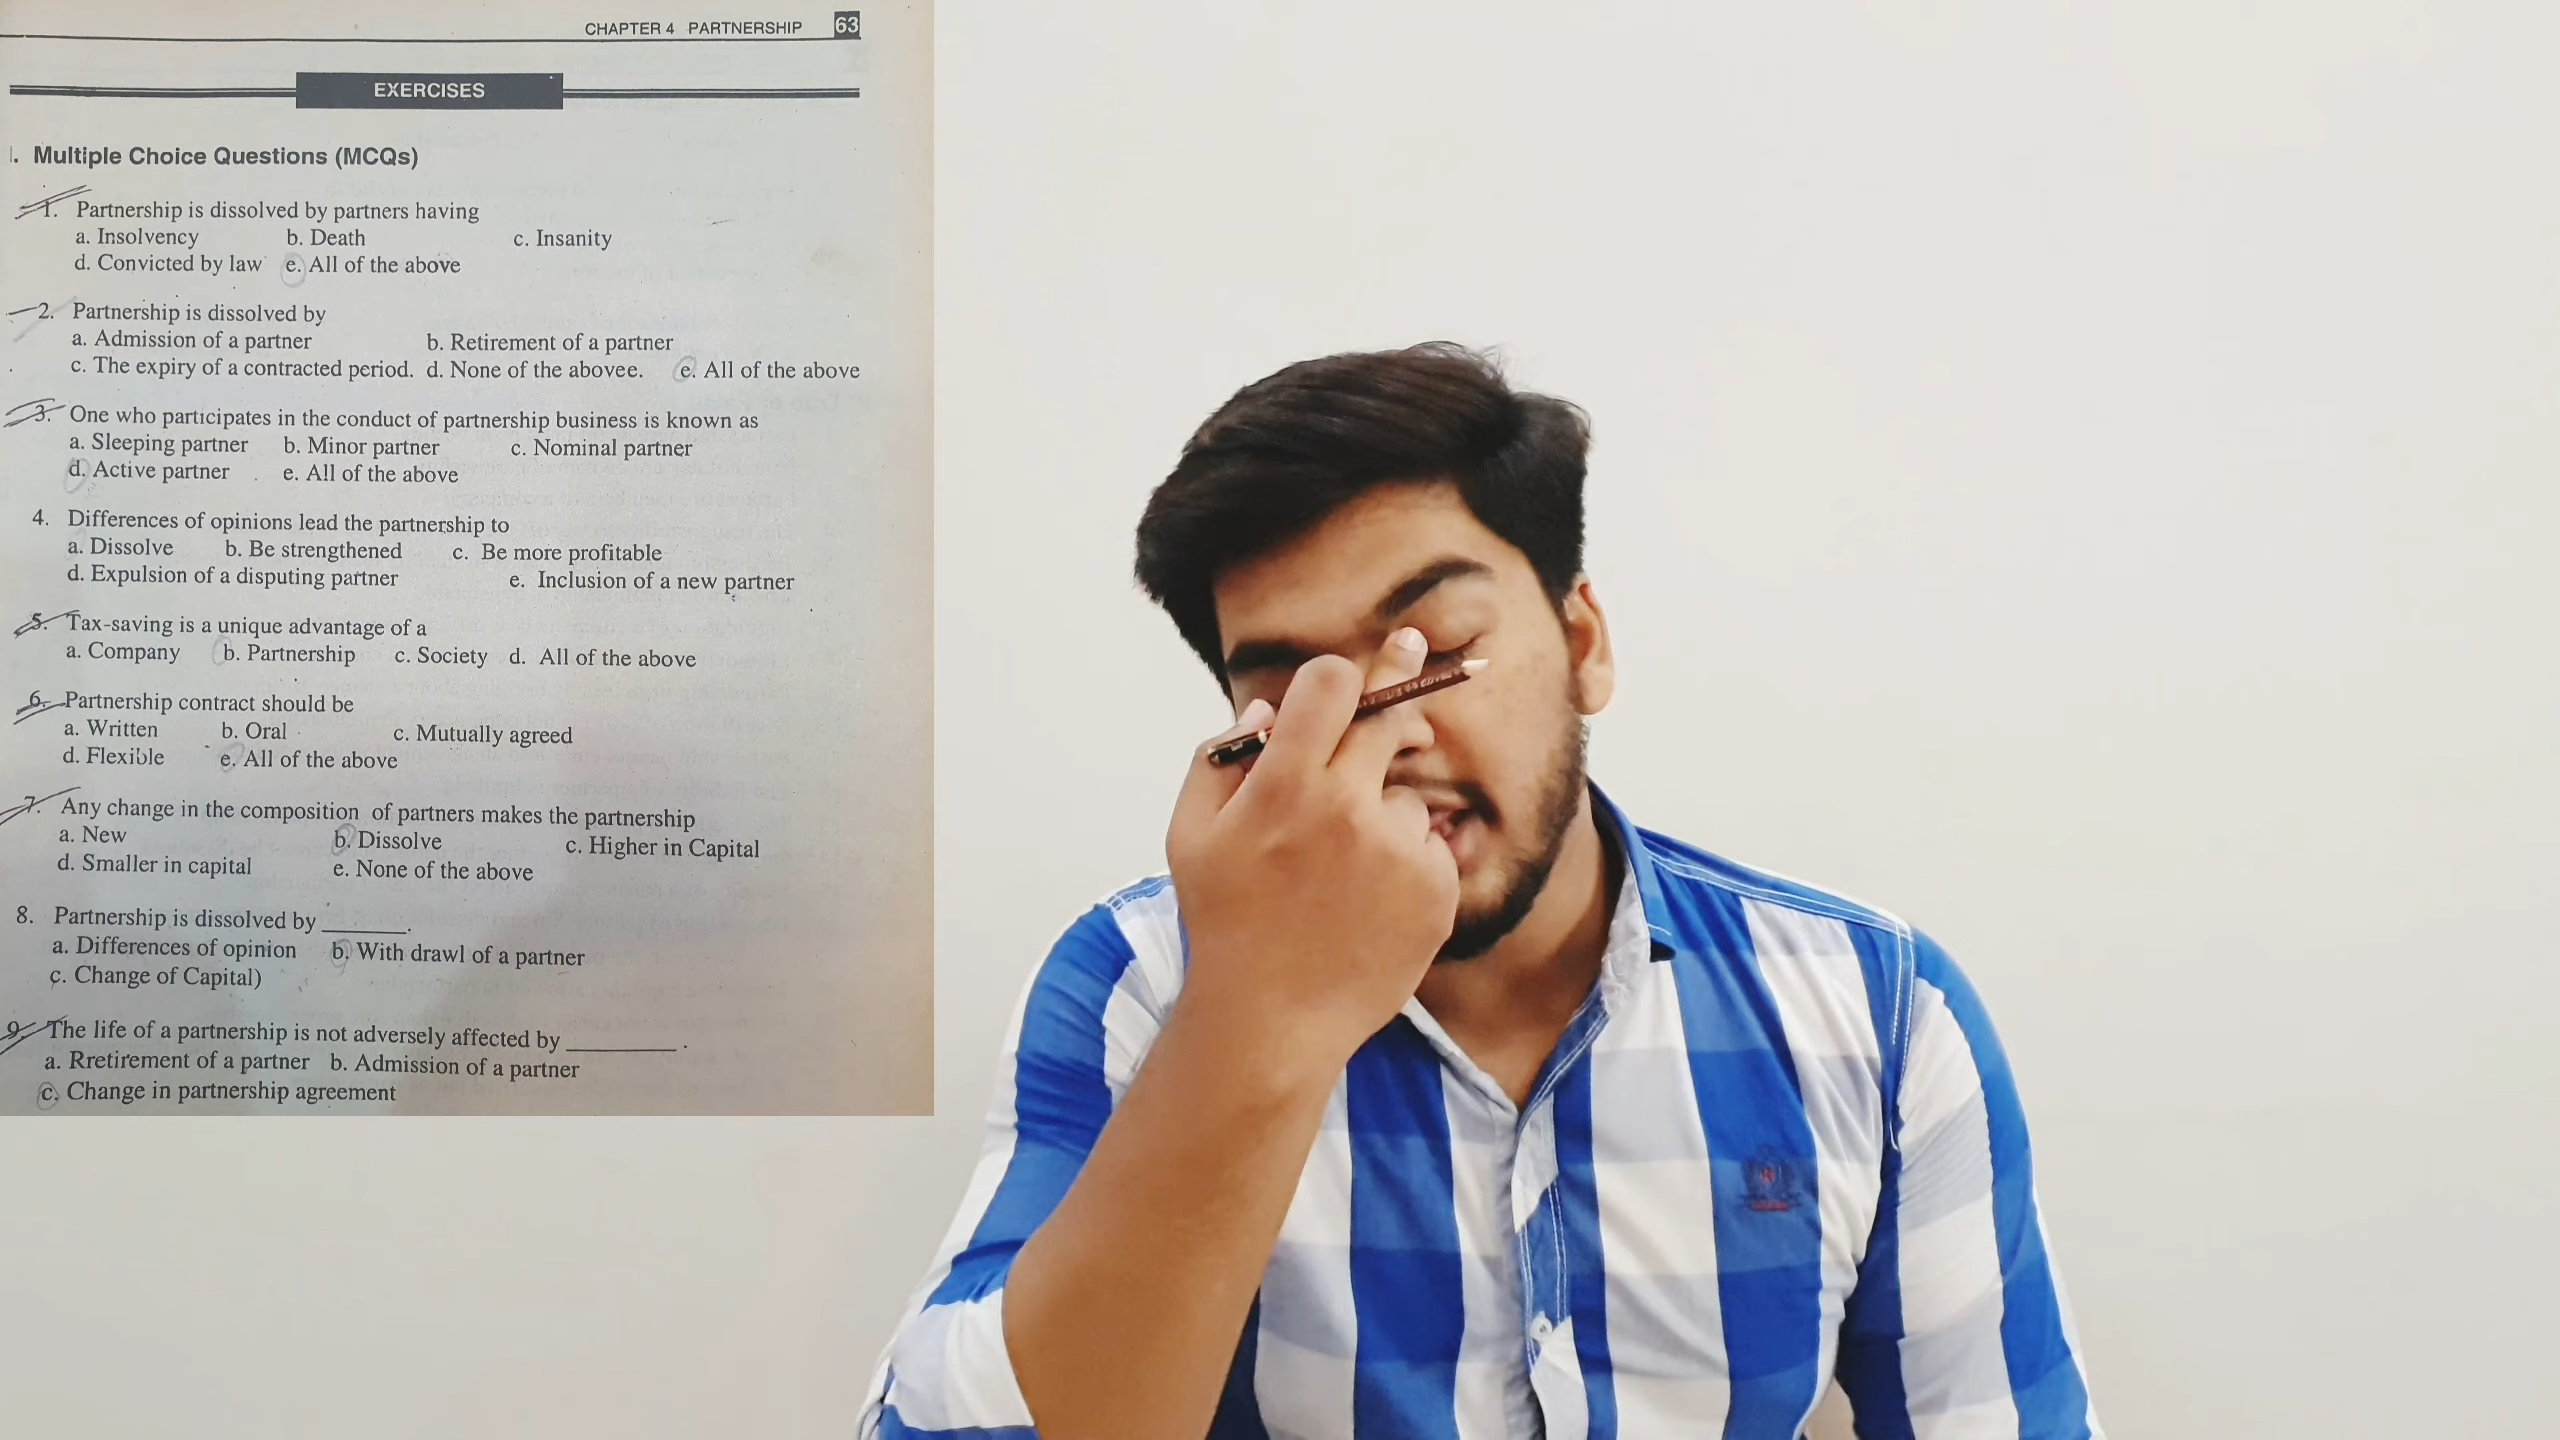 CHAPTER 4 PARTNERSHIP 63
EXERCISES
I. Multiple Choice Questions (MCQs)
1. Partnership is dissolved by partners having
a. Insolvency b. Death c. Insanity
d. Convicted by law e. All of the above
2. Partnership is dissolved by
a. Admission of a partner b. Retirement of a partner
c. The expiry of a contracted period. d. None of the abovee. e. All of the above
3. One who participates in the conduct of partnership business is known as
a. Sleeping partner b. Minor partner c. Nominal partner
d. Active partner e. All of the above
4. Differences of opinions lead the partnership to
a. Dissolve b. Be strengthened c. Be more profitable
d. Expulsion of a disputing partner e. Inclusion of a new partner
5. Tax-saving is a unique advantage of a
a. Company b. Partnership c. Society d. All of the above
6. Partnership contract should be
a. Written b. Oral c. Mutually agreed
d. Flexible e. All of the above
7. Any change in the composition of partners makes the partnership
a. New b. Dissolve c. Higher in Capital
d. Smaller in capital e. None of the above
8. Partnership is dissolved by ________.
a. Differences of opinion b. With drawl of a partner
c. Change of Capital)
9. The life of a partnership is not adversely affected by __________ .
a. Rretirement of a partner b. Admission of a partner
c. Change in partnership agreement